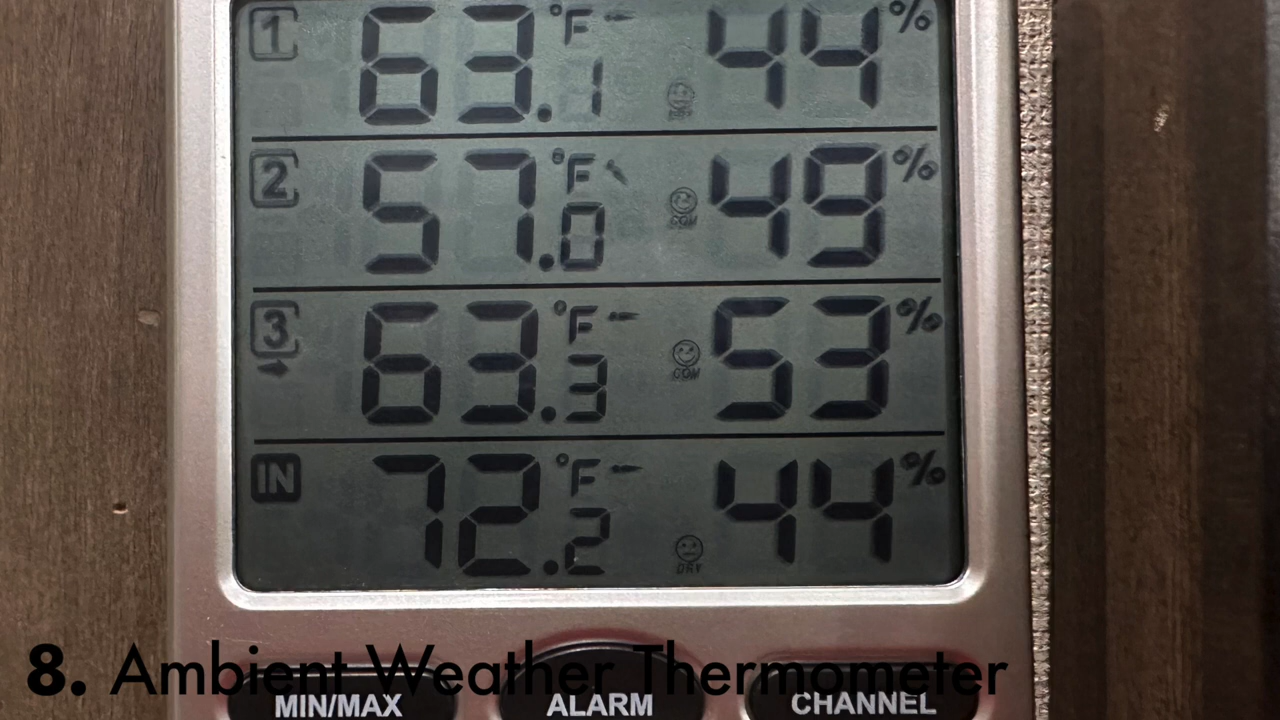 1 63.1 °F 44 %
2 57.0 °F COM 49 %
3 63.3 °F COM 53 %
IN 72.2 °F DRY 44 %
8. Ambient Weather Thermometer
MIN/MAX ALARM CHANNEL